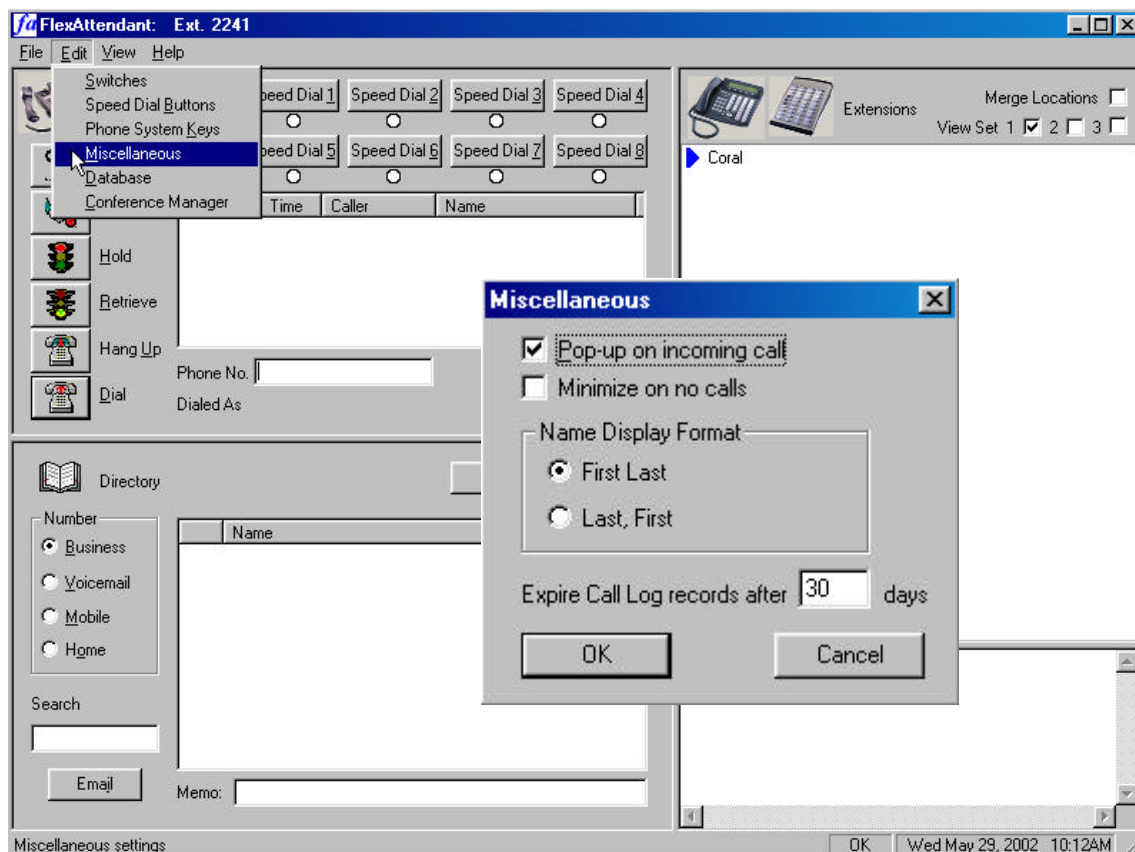 fa FlexAttendant: Ext. 2241
File Edit View Help
Switches
Speed Dial Buttons
Phone System Keys
Miscellaneous
Database
Conference Manager
peed Dial 1 Speed Dial 2 Speed Dial 3 Speed Dial 4
peed Dial 5 Speed Dial 6 Speed Dial 7 Speed Dial 8
Time Caller Name
Hold
Retrieve
Hang Up
Dial
Phone No.
Dialed As
Extensions
Merge Locations
View Set 1 2 3
Coral
Miscellaneous
Pop-up on incoming call
Minimize on no calls
Name Display Format
First Last
Last, First
Expire Call Log records after 30 days
OK Cancel
Directory
Number
Business
Voicemail
Mobile
Home
Search
Email
Name
Memo:
Miscellaneous settings
OK Wed May 29, 2002 10:12AM